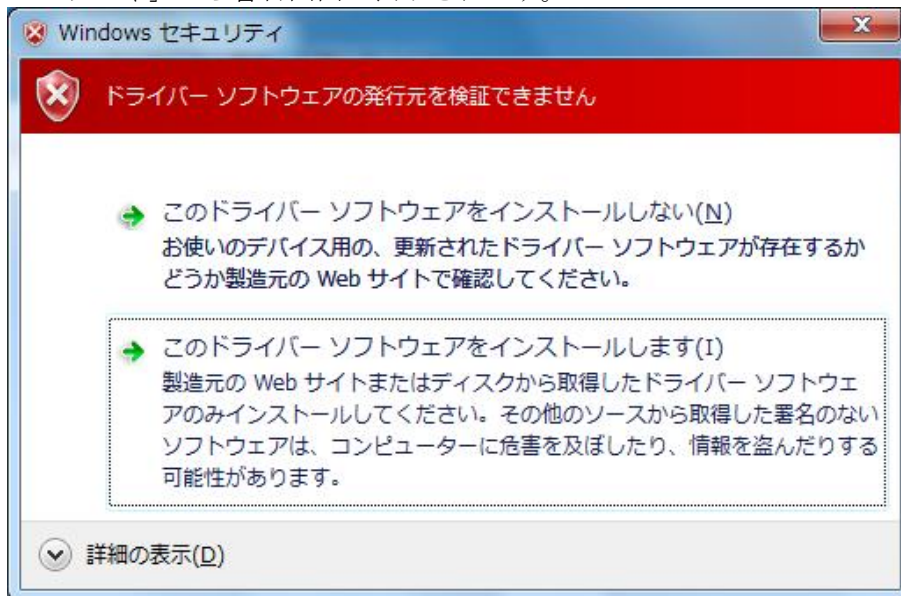 Windows セキュリティ
ドライバー ソフトウェアの発行元を検証できません
このドライバー ソフトウェアをインストールしない(N)
お使いのデバイス用の、更新されたドライバー ソフトウェアが存在するか
どうか製造元の Web サイトで確認してください。
このドライバー ソフトウェアをインストールします(I)
製造元の Web サイトまたはディスクから取得したドライバー ソフトウェ
アのみインストールしてください。その他のソースから取得した署名のない
ソフトウェアは、コンピューターに危害を及ぼしたり、情報を盗んだりする
可能性があります。
詳細の表示(D)